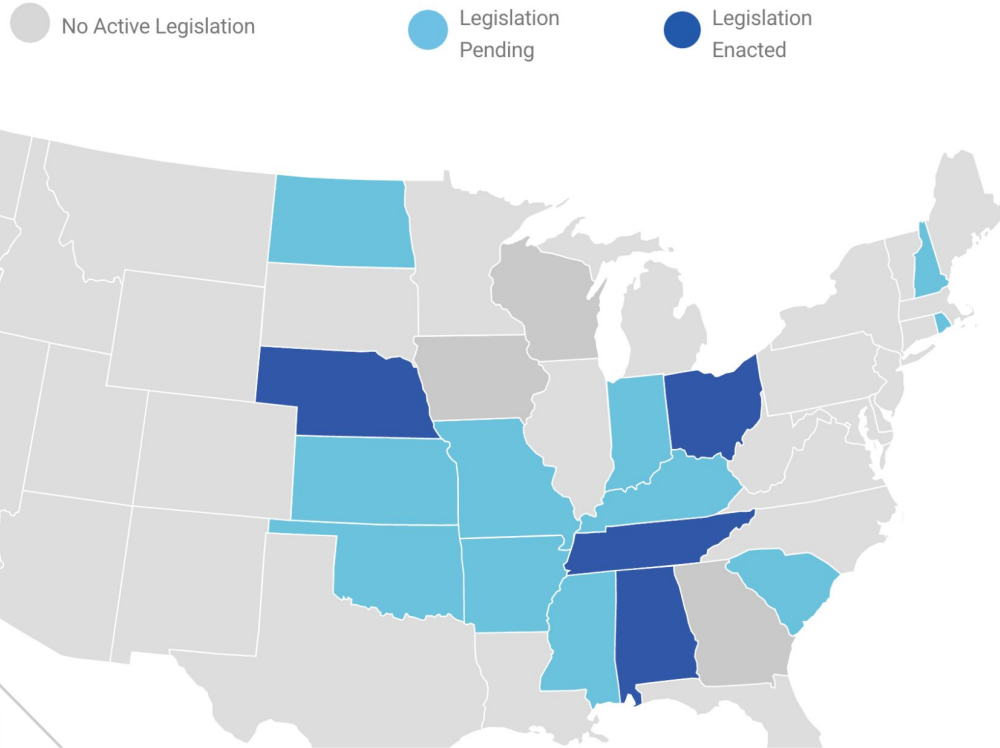 No Active Legislation
Legislation
Pending
Legislation
Enacted